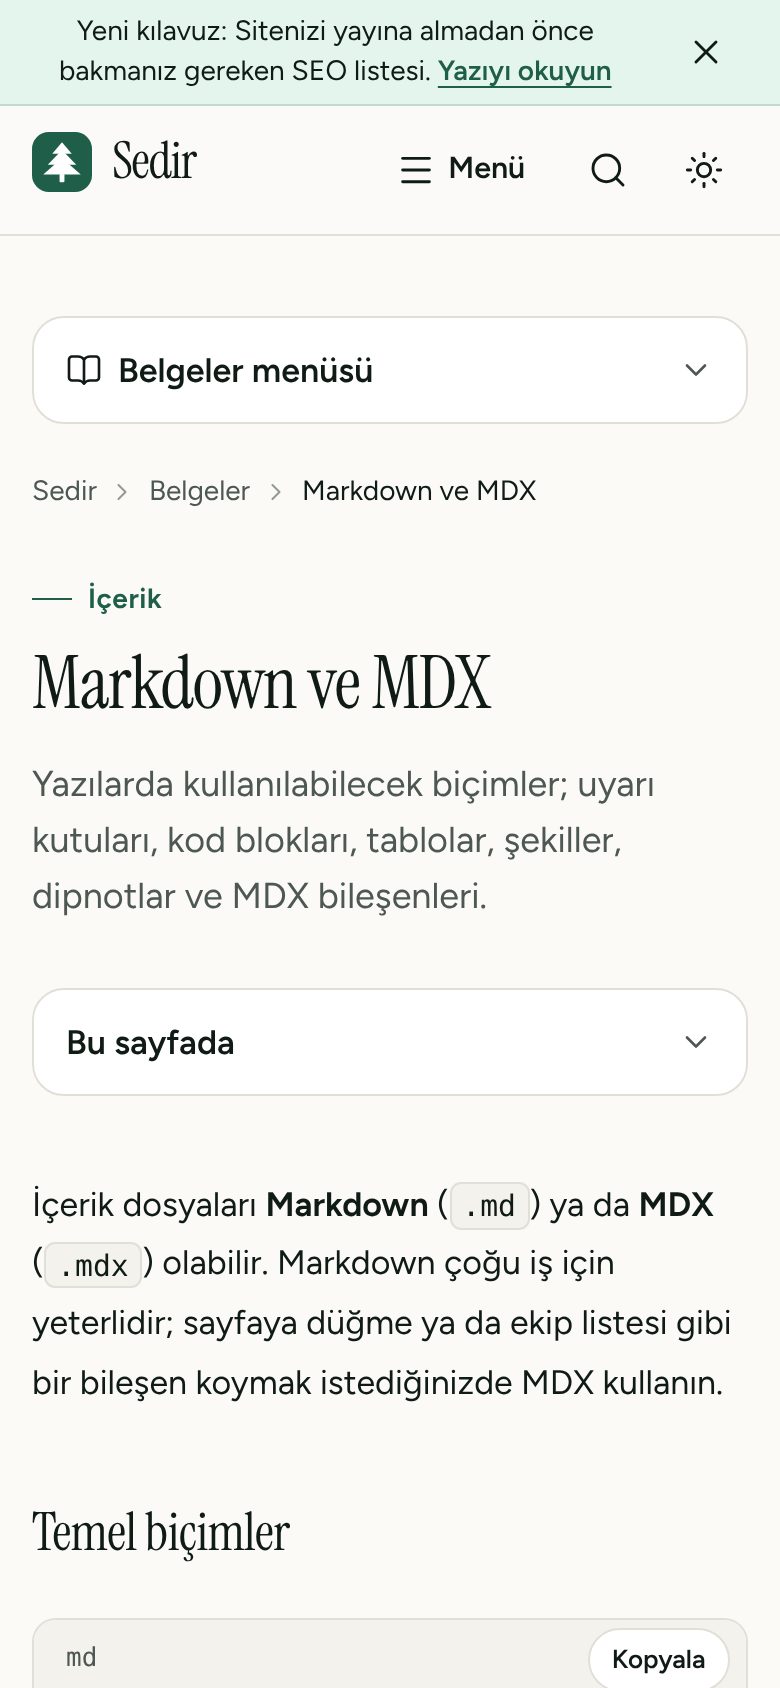 Yeni kılavuz: Sitenizi yayına almadan önce
bakmanız gereken SEO listesi. Yazıyı okuyun
Sedir
Menü
Belgeler menüsü
Sedir > Belgeler > Markdown ve MDX
İçerik
Markdown ve MDX
Yazılarda kullanılabilecek biçimler; uyarı
kutuları, kod blokları, tablolar, şekiller,
dipnotlar ve MDX bileşenleri.
Bu sayfada
İçerik dosyaları Markdown (.md) ya da MDX
(.mdx) olabilir. Markdown çoğu iş için
yeterlidir; sayfaya düğme ya da ekip listesi gibi
bir bileşen koymak istediğinizde MDX kullanın.
Temel biçimler
md
Kopyala